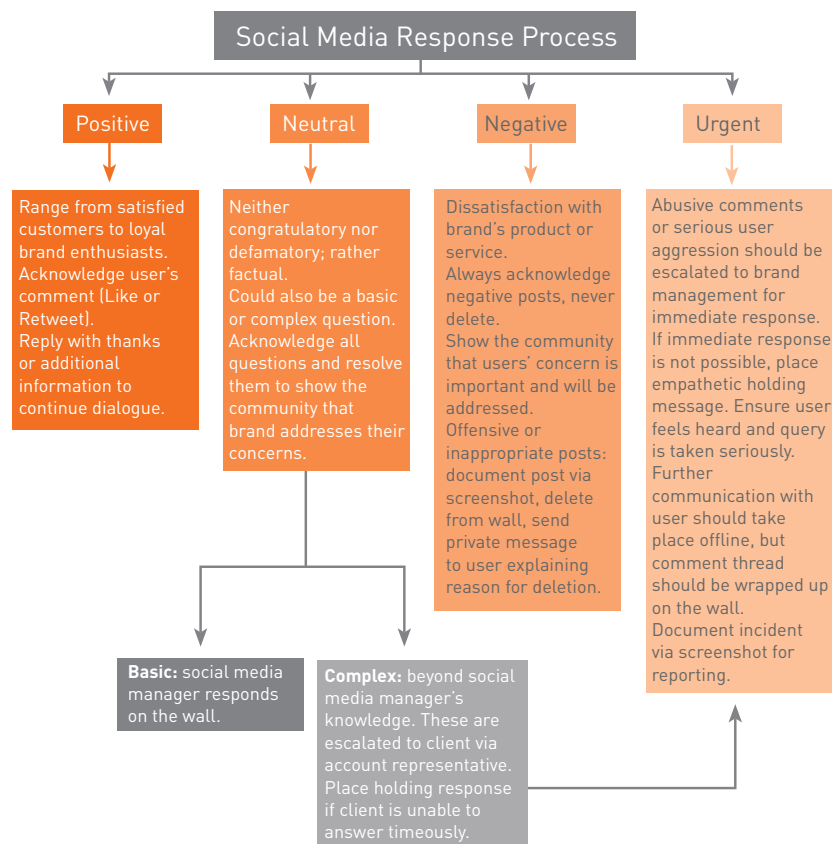 Social Media Response Process
Positive
Neutral
Negative
Urgent
Range from satisfied
customers to loyal
brand enthusiasts.
Acknowledge user's
comment (Like or
Retweet).
Reply with thanks
or additional
information to
continue dialogue.
Neither
congratulatory nor
defamatory; rather
factual.
Could also be a basic
or complex question.
Acknowledge all
questions and resolve
them to show the
community that
brand addresses their
concerns.
Dissatisfaction with
brand's product or
service.
Always acknowledge
negative posts, never
delete.
Show the community
that users' concern is
important and will be
addressed.
Offensive or
inappropriate posts:
document post via
screenshot, delete
from wall, send
private message
to user explaining
reason for deletion.
Abusive comments
or serious user
aggression should be
escalated to brand
management for
immediate response.
If immediate response
is not possible, place
empathetic holding
message. Ensure user
feels heard and query
is taken seriously.
Further
communication with
user should take
place offline, but
comment thread
should be wrapped up
on the wall.
Document incident
via screenshot for
reporting.
Basic: social media
manager responds
on the wall.
Complex: beyond social
media manager's
knowledge. These are
escalated to client via
account representative.
Place holding response
if client is unable to
answer timeously.